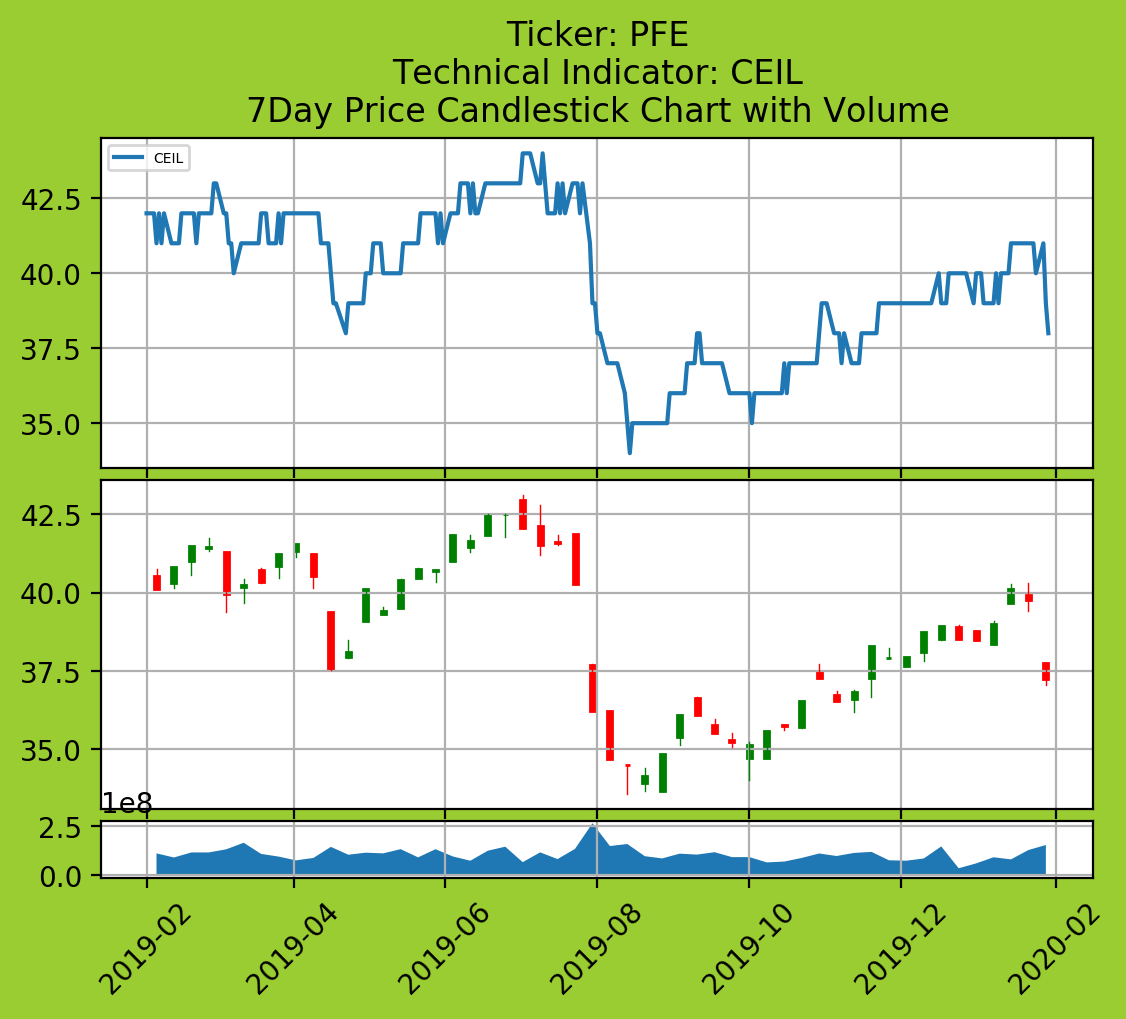 Ticker: PFE
Technical Indicator: CEIL
7Day Price Candlestick Chart with Volume
CEIL
42.5
40.0
37.5
35.0
42.5
40.0
37.5
35.0
1e8
2.5
0.0
2019-02 2019-04 2019-06 2019-08 2019-10 2019-12 2020-02